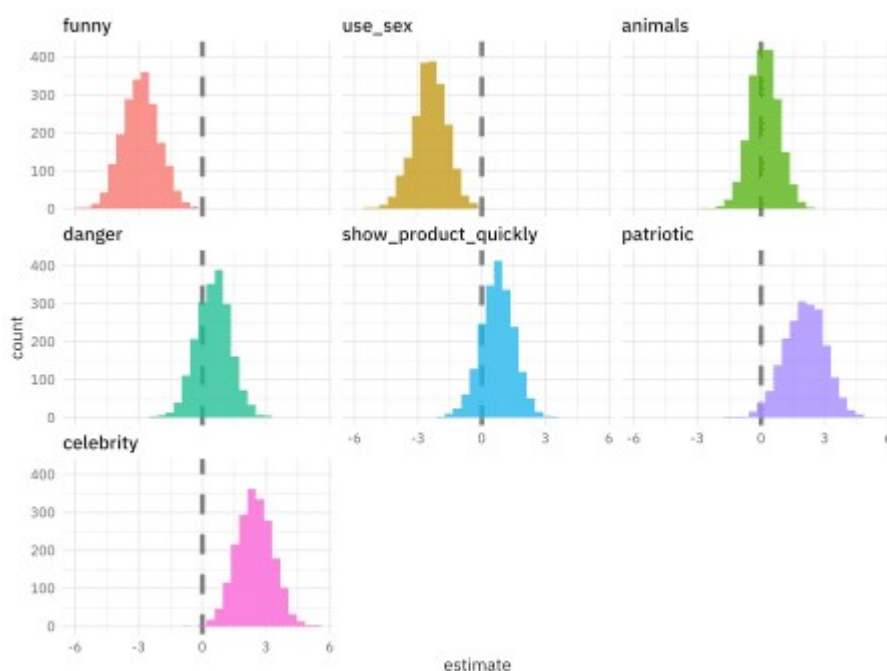 funny use_sex animals
400
300
200
100
0
danger show_product_quickly patriotic
400
300
200
100
0
count
-6 -3 0 3 6 -6 -3 0 3 6
celebrity
400
300
200
100
0
-6 -3 0 3 6
estimate